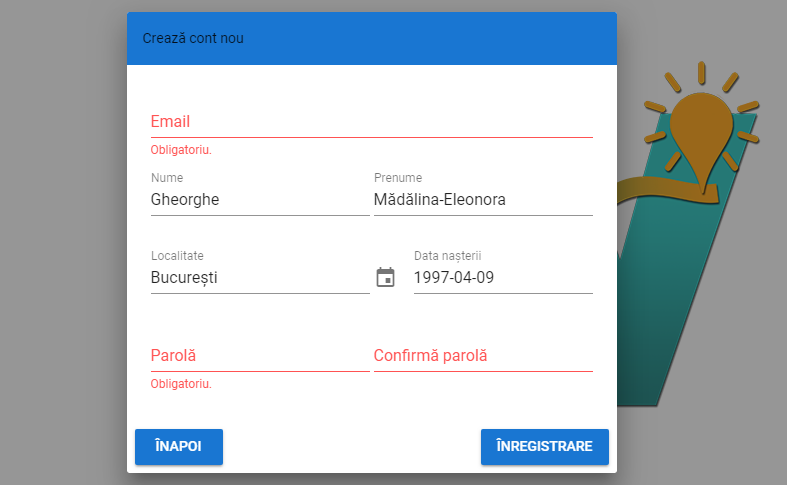 Crează cont nou
Email
Obligatoriu.
Nume Prenume
Gheorghe Mădălina-Eleonora
Localitate Data nașterii
București 1997-04-09
Parolă Confirmă parolă
Obligatoriu.
ÎNAPOI ÎNREGISTRARE